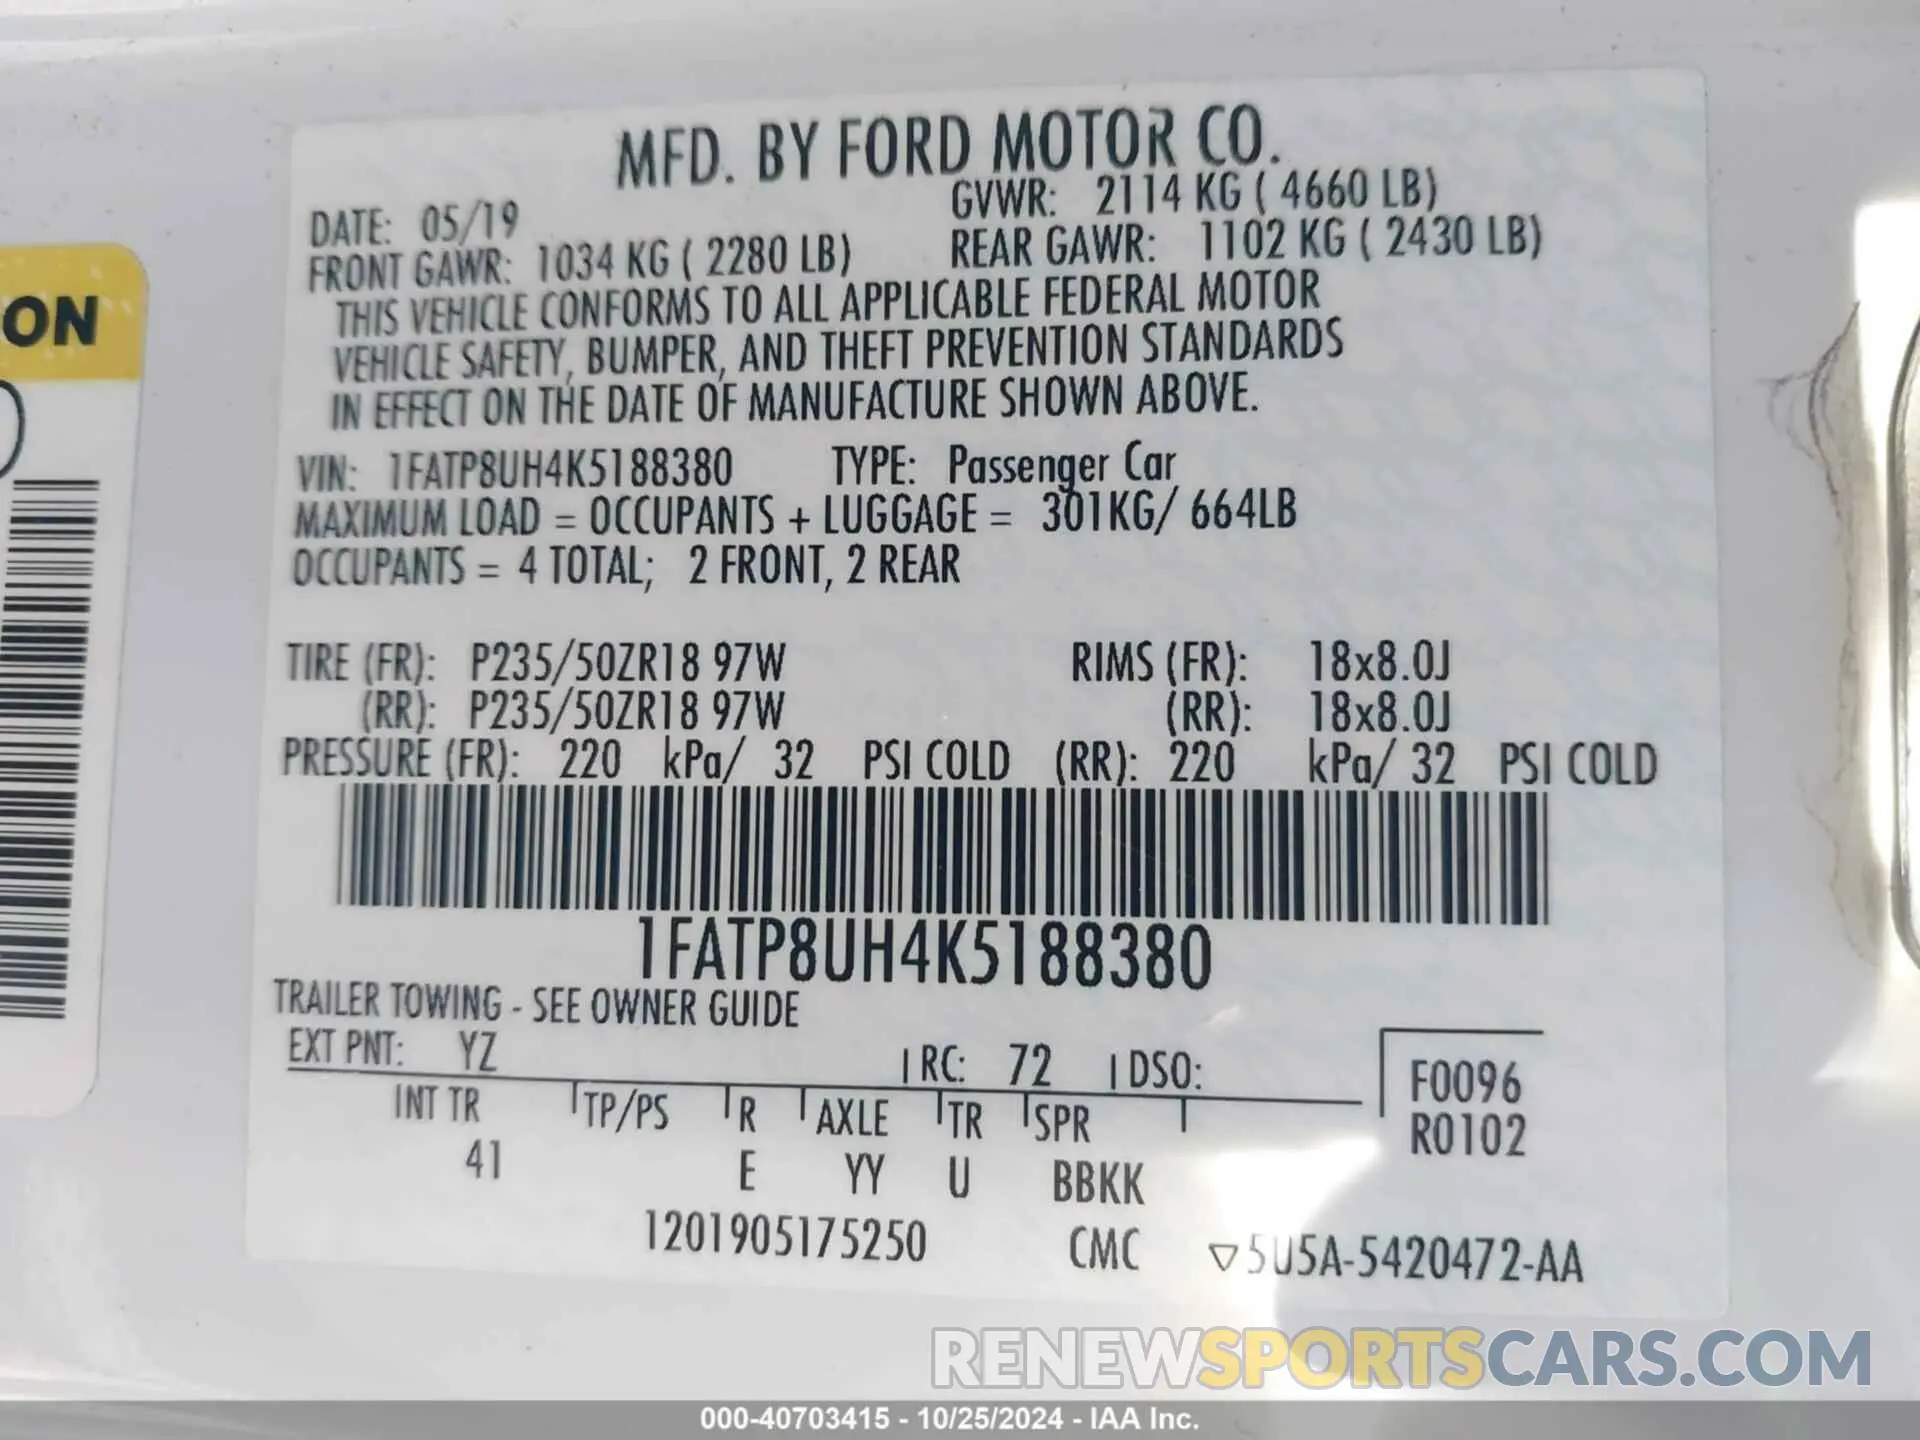 MFD. BY FORD MOTOR CO.
DATE: 05/19 GVWR: 2114 KG ( 4660 LB)
FRONT GAWR: 1034 KG ( 2280 LB) REAR GAWR: 1102 KG ( 2430 LB)
THIS VEHICLE CONFORMS TO ALL APPLICABLE FEDERAL MOTOR
VEHICLE SAFETY, BUMPER, AND THEFT PREVENTION STANDARDS
IN EFFECT ON THE DATE OF MANUFACTURE SHOWN ABOVE.
VIN: 1FATP8UH4K5188380 TYPE: Passenger Car
MAXIMUM LOAD = OCCUPANTS + LUGGAGE = 301KG/ 664LB
OCCUPANTS = 4 TOTAL; 2 FRONT, 2 REAR
TIRE (FR): P235/50ZR18 97W RIMS (FR): 18x8.0J
(RR): P235/50ZR18 97W (RR): 18x8.0J
PRESSURE (FR): 220 kPa/ 32 PSI COLD (RR): 220 kPa/ 32 PSI COLD
1FATP8UH4K5188380
TRAILER TOWING - SEE OWNER GUIDE
EXT PNT: YZ RC: 72 DSO: F0096
INT TR TP/PS R AXLE TR SPR R0102
41 E YY U BBKK
1201905175250 CMC ▽5U5A-5420472-AA
ON
RENEWSPORTSCARS.COM
000-40703415 - 10/25/2024 - IAA Inc.